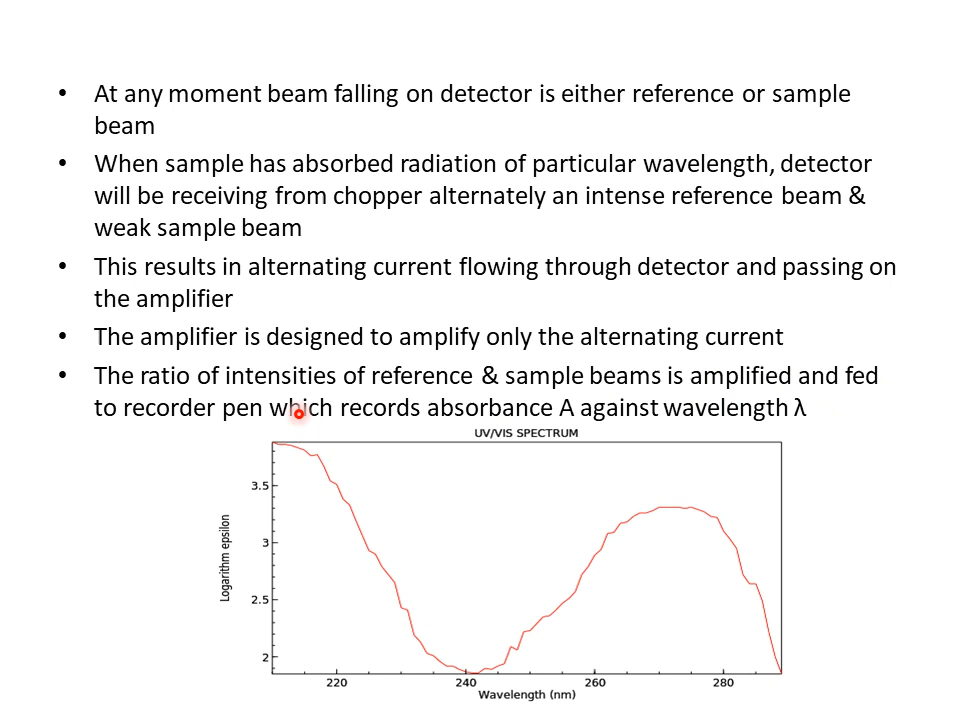 • At any moment beam falling on detector is either reference or sample
beam
• When sample has absorbed radiation of particular wavelength, detector
will be receiving from chopper alternately an intense reference beam &
weak sample beam
• This results in alternating current flowing through detector and passing on
the amplifier
• The amplifier is designed to amplify only the alternating current
• The ratio of intensities of reference & sample beams is amplified and fed
to recorder pen which records absorbance A against wavelength λ
UV/VIS SPECTRUM
Logarithm epsilon
3.5
3
2.5
2
220 240 260 280
Wavelength (nm)